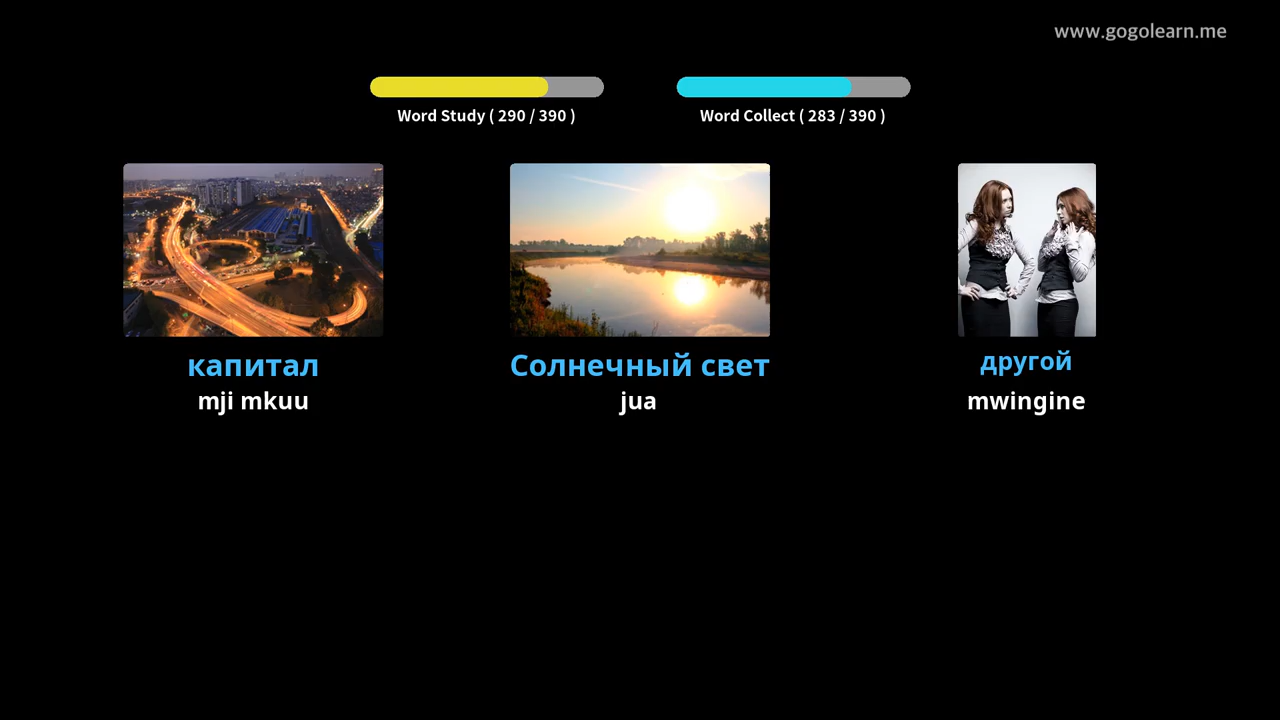 www.gogolearn.me
Word Study ( 290 / 390 )
Word Collect ( 283 / 390 )
капитал
Солнечный свет
другой
mji mkuu
jua
mwingine